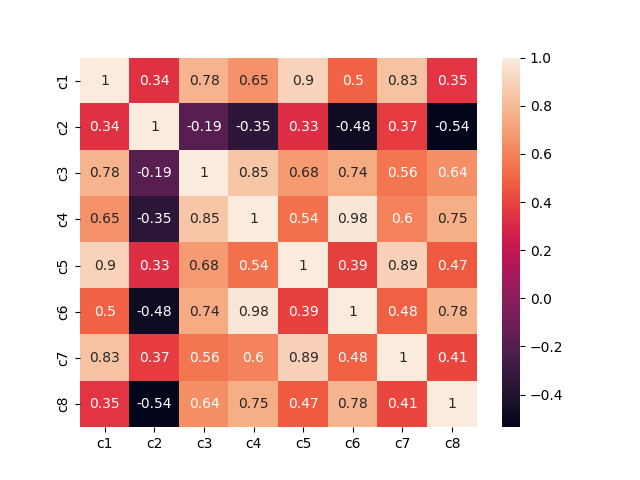 c1 1 0.34 0.78 0.65 0.9 0.5 0.83 0.35
c2 0.34 1 -0.19 -0.35 0.33 -0.48 0.37 -0.54
c3 0.78 -0.19 1 0.85 0.68 0.74 0.56 0.64
c4 0.65 -0.35 0.85 1 0.54 0.98 0.6 0.75
c5 0.9 0.33 0.68 0.54 1 0.39 0.89 0.47
c6 0.5 -0.48 0.74 0.98 0.39 1 0.48 0.78
c7 0.83 0.37 0.56 0.6 0.89 0.48 1 0.41
c8 0.35 -0.54 0.64 0.75 0.47 0.78 0.41 1
c1 c2 c3 c4 c5 c6 c7 c8
1.0
0.8
0.6
0.4
0.2
0.0
−0.2
−0.4